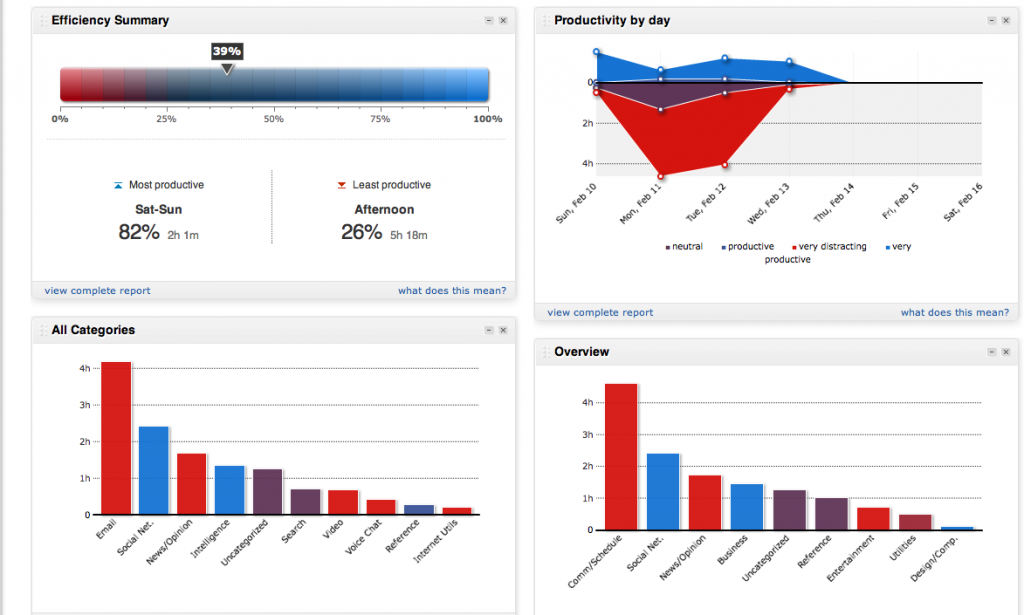 Efficiency Summary
39%
0%
25%
50%
75%
100%
Most productive
Sat-Sun
82% 2h 1m
Least productive
Afternoon
26% 5h 18m
view complete report
what does this mean?
Productivity by day
0
2h
4h
Sun, Feb 10
Mon, Feb 11
Tue, Feb 12
Wed, Feb 13
Thu, Feb 14
Fri, Feb 15
Sat, Feb 16
neutral productive very distracting very
productive
view complete report
what does this mean?
All Categories
4h
3h
2h
1h
0
Email
Social Net.
News/Opinion
Intelligence
Uncategorized
Search
Video
Voice Chat
Reference
Internet Utils
Overview
4h
3h
2h
1h
0
Comm/Schedule
Social Net.
News/Opinion
Business
Uncategorized
Reference
Entertainment
Utilities
Design/Comp.